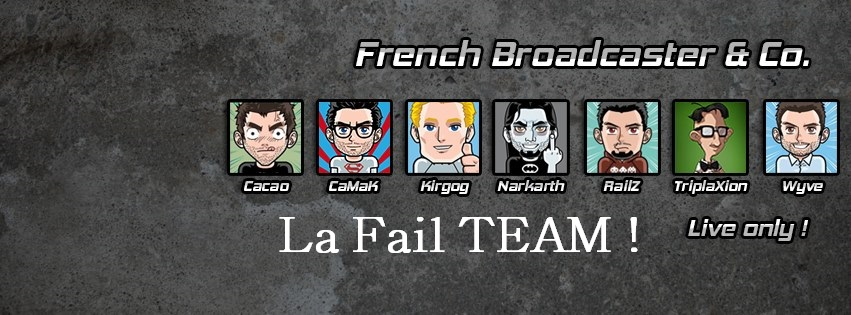 French Broadcaster & Co.
Cacao CaMaK Kirgog Narkarth RailZ TriplaXion Wyve
La Fail TEAM !
Live only !